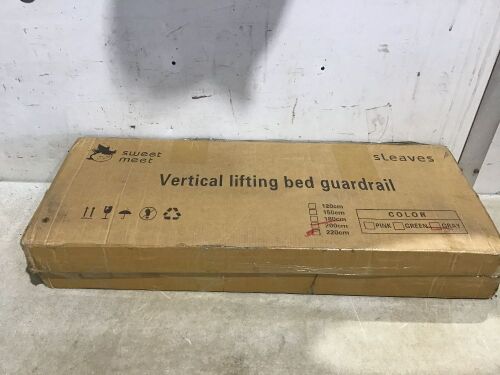 sweet
meet
sLeaves
Vertical lifting bed guardrail
120cm
150cm
180cm
200cm
220cm
COLOR
PINK GREEN GRAY